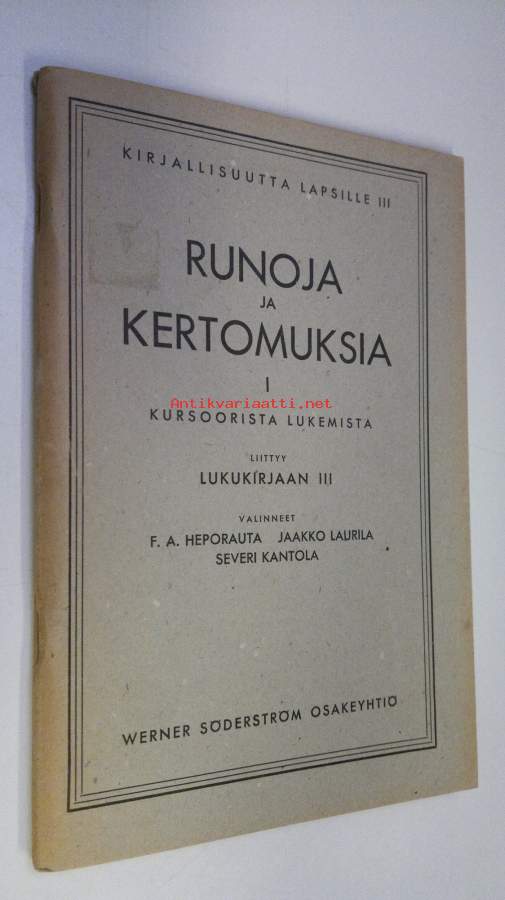 KIRJALLISUUTTA LAPSILLE III
RUNOJA
JA
KERTOMUKSIA
I
Antikvariaatti.net
KURSOORISTA LUKEMISTA
LIITTYY
LUKUKIRJAAN III
VALINNEET
F. A. HEPORAUTA JAAKKO LAURILA
SEVERI KANTOLA
WERNER SÖDERSTRÖM OSAKEYHTIÖ